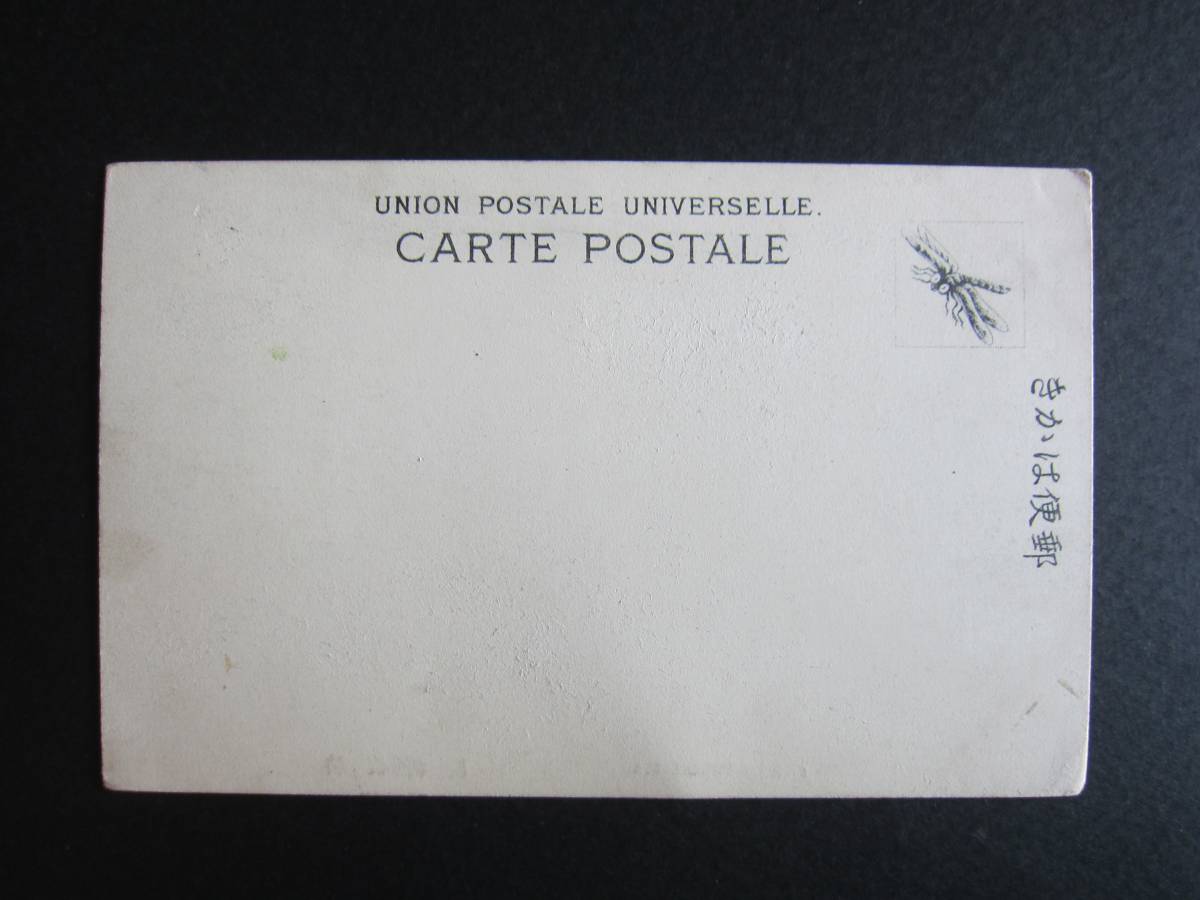 UNION POSTALE UNIVERSELLE.
CARTE POSTALE
郵便はかき